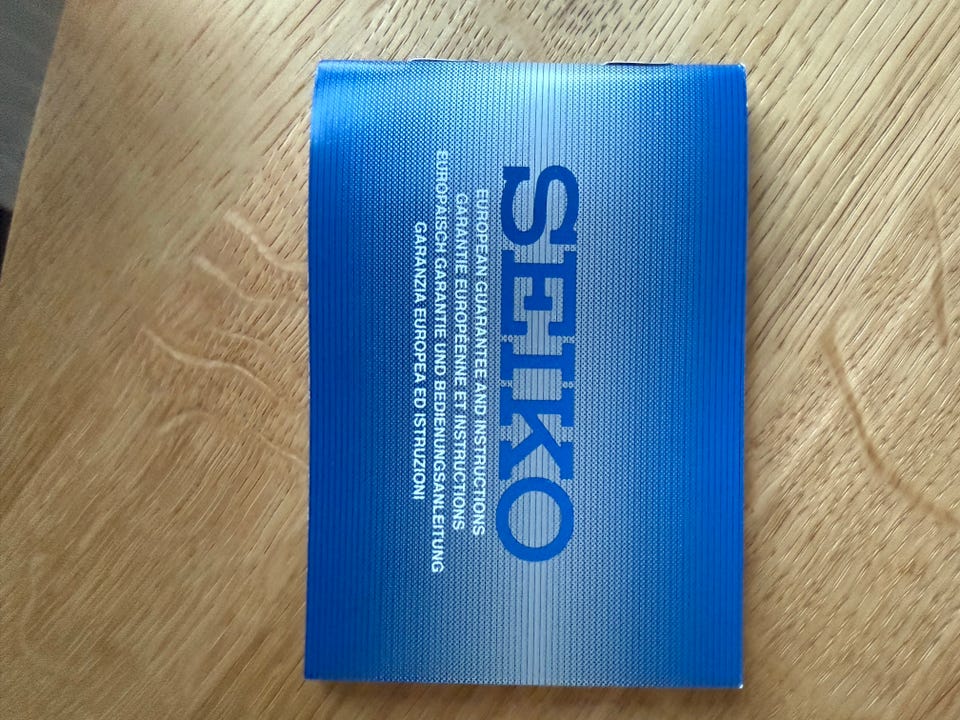 SEIKO
EUROPEAN GUARANTEE AND INSTRUCTIONS
GARANTIE EUROPÉENNE ET INSTRUCTIONS
EUROPÄISCH GARANTIE UND BEDIENUNGSANLEITUNG
GARANZIA EUROPEA ED ISTRUZIONI